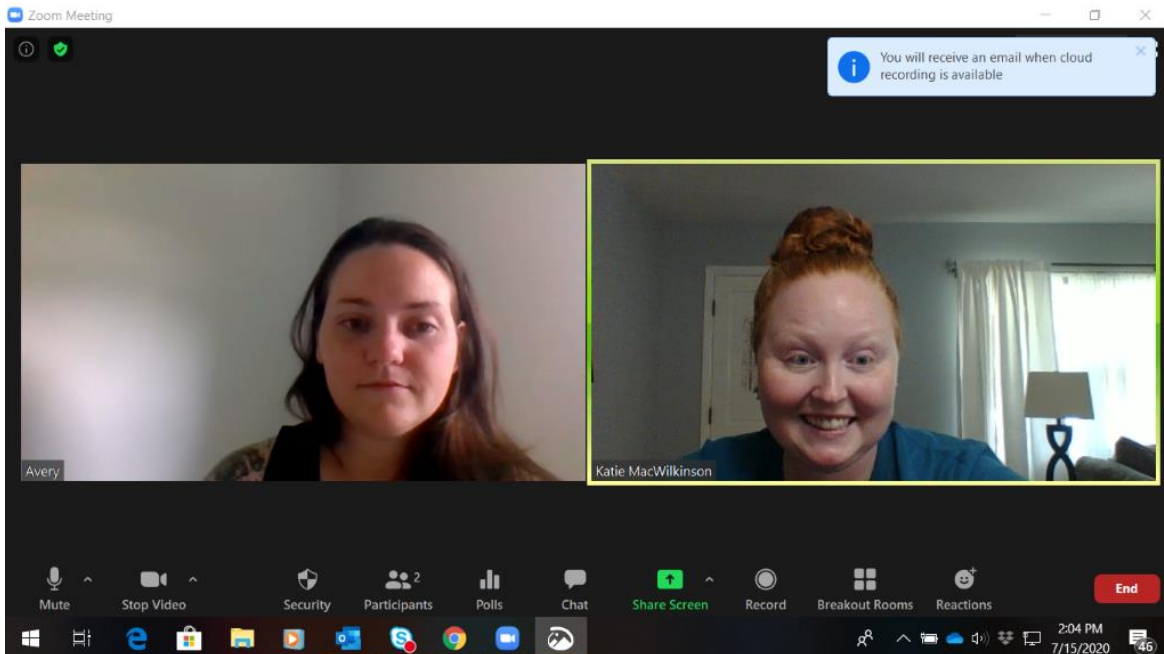 Zoom Meeting
You will receive an email when cloud
recording is available
Avery
Katie MacWilkinson
2
Mute
Stop Video
Security
Participants
Polls
Chat
Share Screen
Record
Breakout Rooms
Reactions
End
2:04 PM
7/15/2020
46